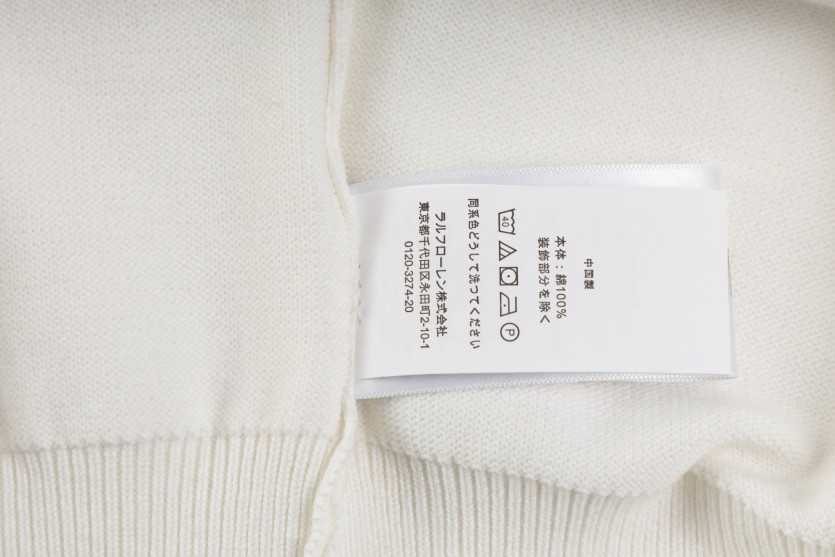 中国製
本体：綿100%
装飾部分を除く
40
P
同系色どうしで洗ってください
ラルフローレン株式会社
東京都千代田区永田町2-10-1
0120-3274-20